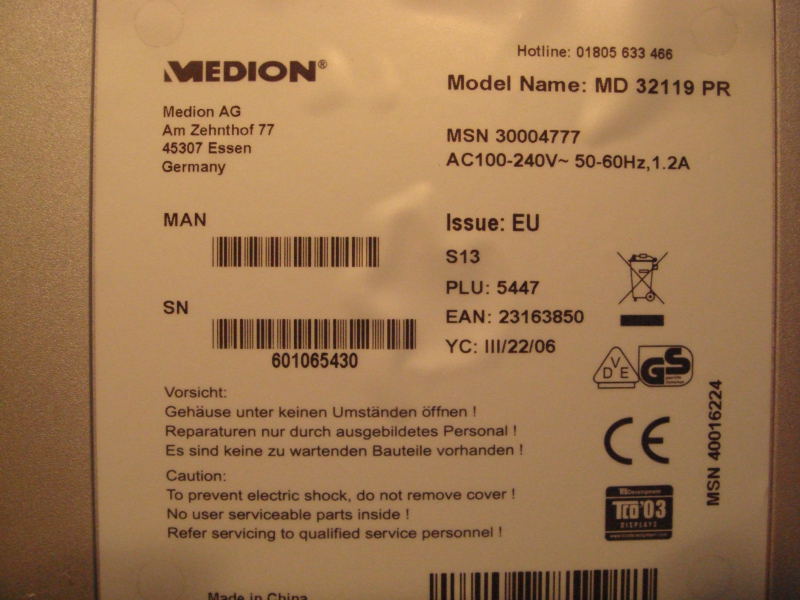 Hotline: 01805 633 466
MEDION®
Model Name: MD 32119 PR
Medion AG
Am Zehnthof 77
45307 Essen
Germany
MSN 30004777
AC100-240V~ 50-60Hz,1.2A
MAN
Issue: EU
S13
PLU: 5447
EAN: 23163850
YC: III/22/06
SN
601065430
DVE
GS
Vorsicht:
Gehäuse unter keinen Umständen öffnen !
Reparaturen nur durch ausgebildetes Personal !
Es sind keine zu wartenden Bauteile vorhanden !
Caution:
To prevent electric shock, do not remove cover !
No user serviceable parts inside !
Refer servicing to qualified service personnel !
CE
MSN 40016224
Development
TCO'03
DISPLAYS
Made in China